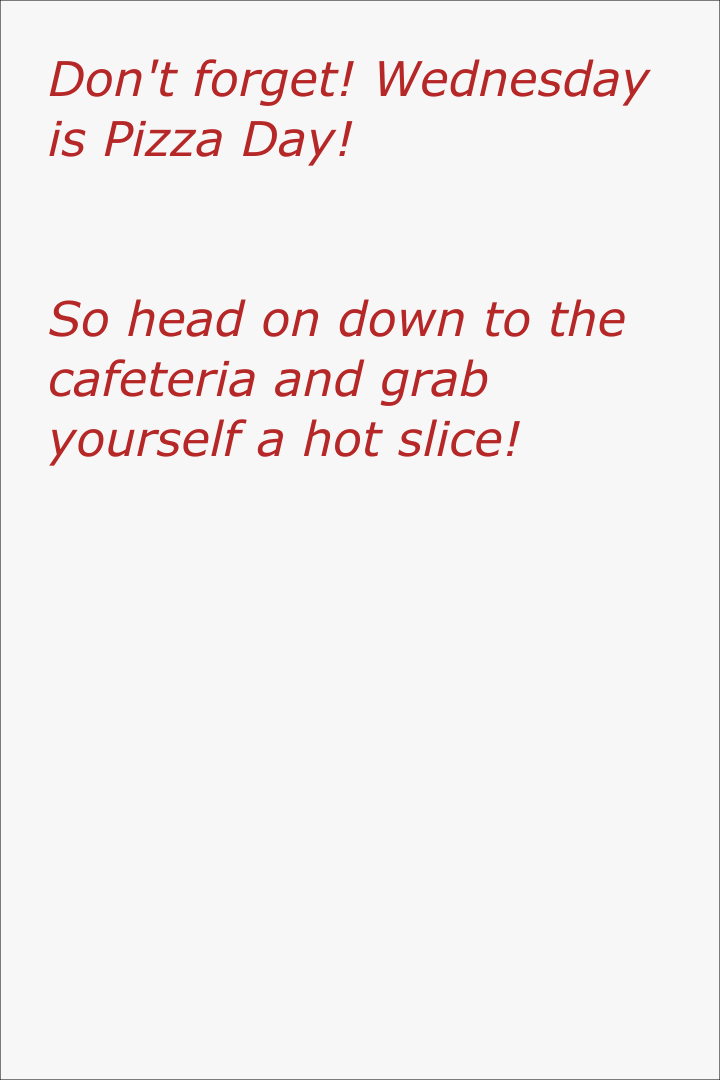 Don't forget! Wednesday
is Pizza Day!
So head on down to the
cafeteria and grab
yourself a hot slice!